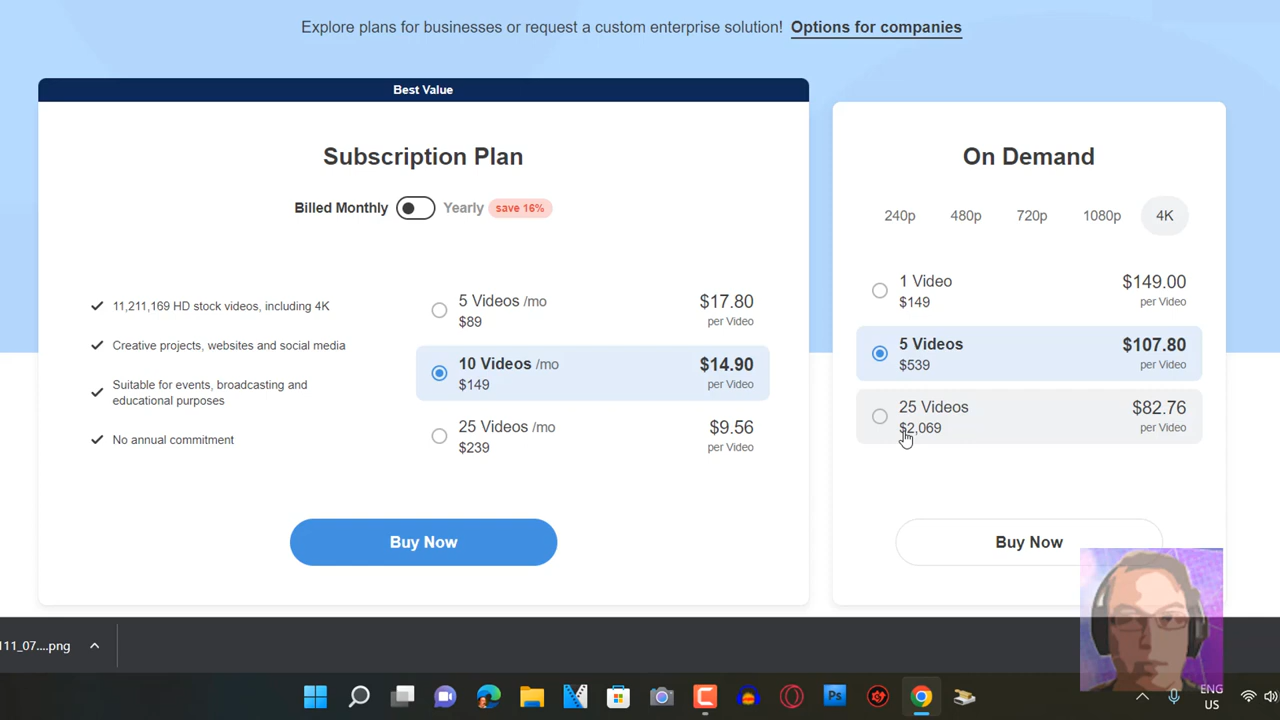 Explore plans for businesses or request a custom enterprise solution! Options for companies
Best Value
Subscription Plan
Billed Monthly
Yearly
save 16%
11,211,169 HD stock videos, including 4K
Creative projects, websites and social media
Suitable for events, broadcasting and
educational purposes
No annual commitment
5 Videos /mo
$17.80
$89
per Video
10 Videos /mo
$14.90
$149
per Video
25 Videos /mo
$9.56
$239
per Video
Buy Now
On Demand
240p
480p
720p
1080p
4K
1 Video
$149.00
$149
per Video
5 Videos
$107.80
$539
per Video
25 Videos
$82.76
$2,069
per Video
Buy Now
111_07....png
Ps
ENG
US